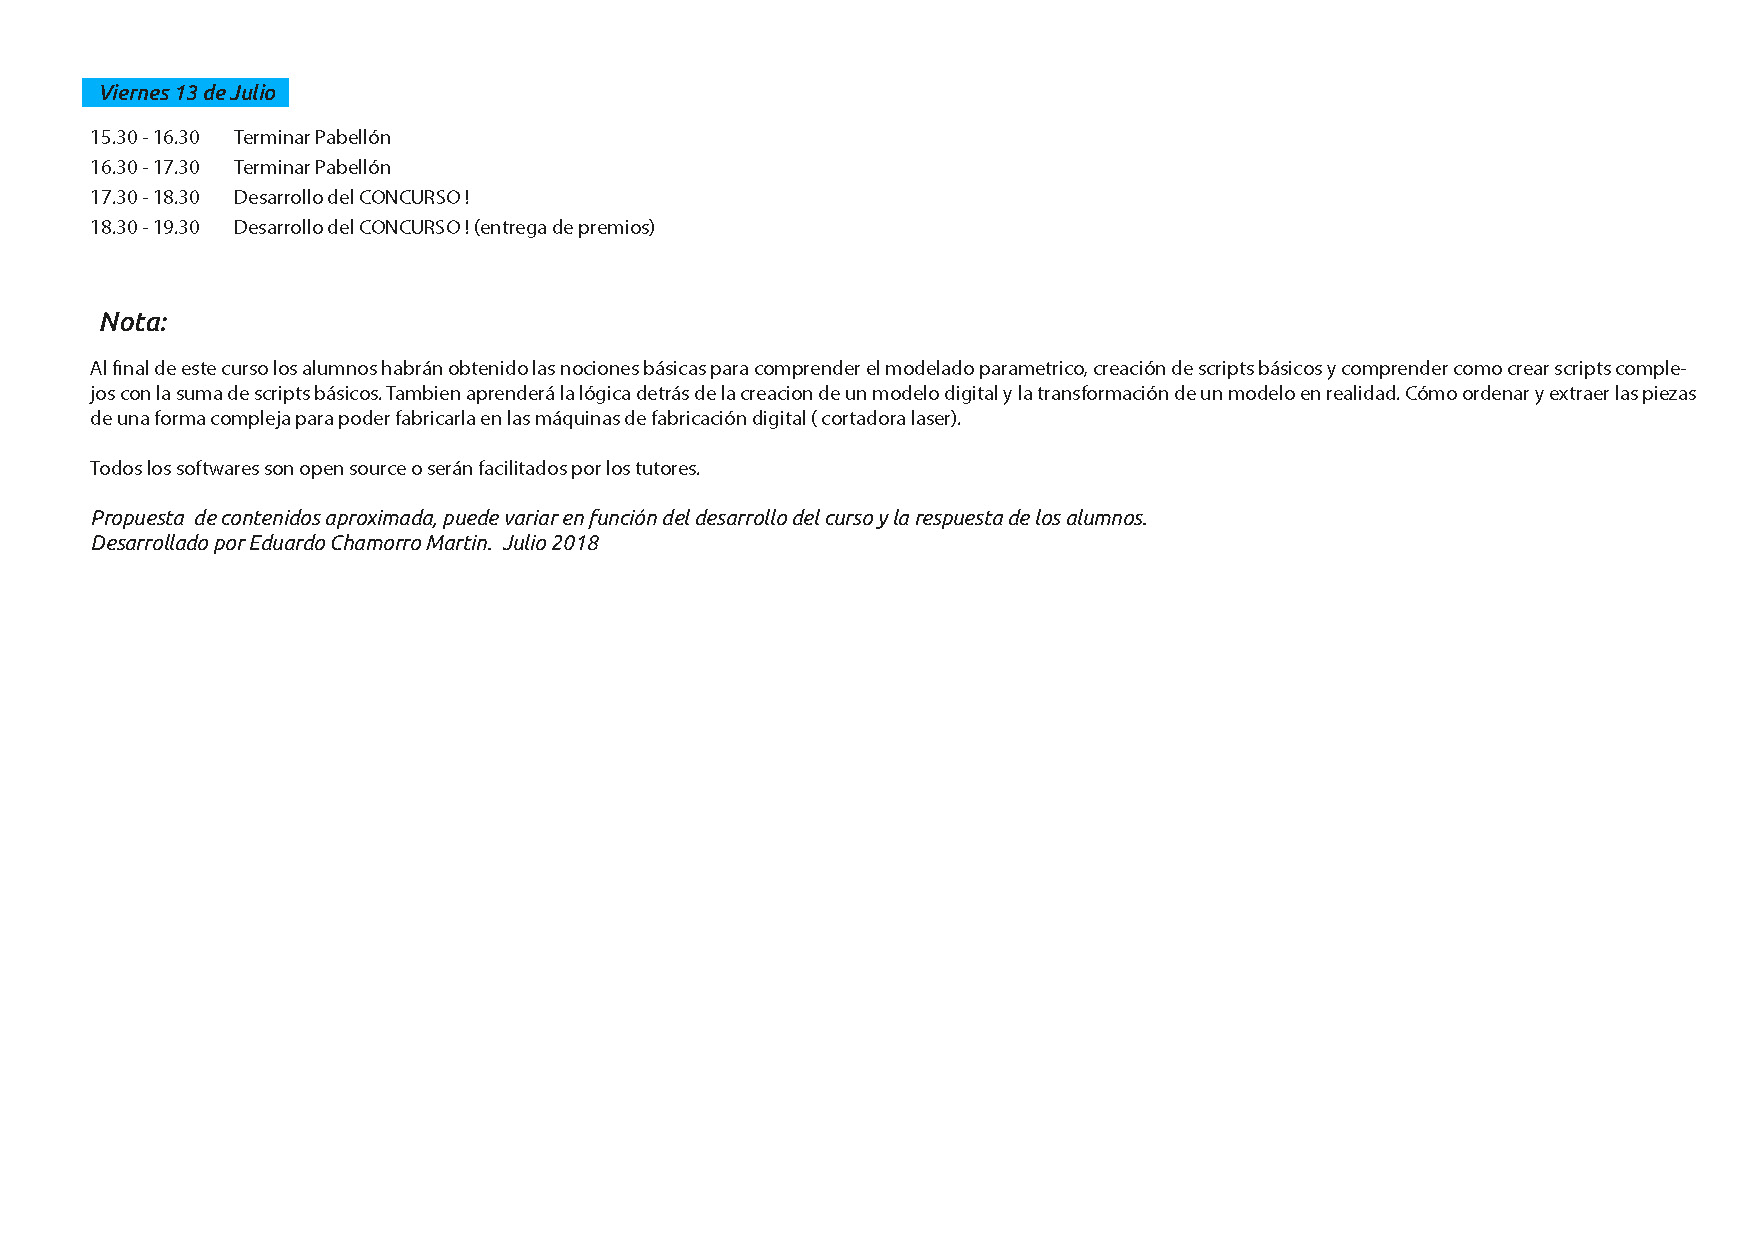 Viernes 13 de Julio
15.30 - 16.30 Terminar Pabellón
16.30 - 17.30 Terminar Pabellón
17.30 - 18.30 Desarrollo del CONCURSO !
18.30 - 19.30 Desarrollo del CONCURSO ! (entrega de premios)
Nota:
Al final de este curso los alumnos habrán obtenido las nociones básicas para comprender el modelado parametrico, creación de scripts básicos y comprender como crear scripts comple-
jos con la suma de scripts básicos. Tambien aprenderá la lógica detrás de la creacion de un modelo digital y la transformación de un modelo en realidad. Cómo ordenar y extraer las piezas
de una forma compleja para poder fabricarla en las máquinas de fabricación digital ( cortadora laser).
Todos los softwares son open source o serán facilitados por los tutores.
Propuesta  de contenidos aproximada, puede variar en función del desarrollo del curso y la respuesta de los alumnos.
Desarrollado por Eduardo Chamorro Martin.  Julio 2018